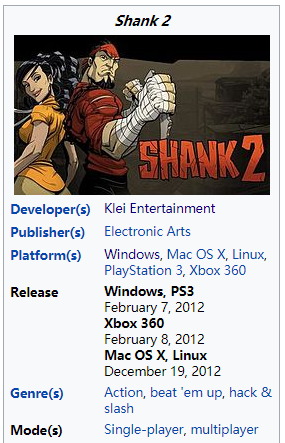 Shank 2
SHANK 2
Developer(s) Klei Entertainment
Publisher(s) Electronic Arts
Platform(s) Windows, Mac OS X, Linux,
PlayStation 3, Xbox 360
Release Windows, PS3
February 7, 2012
Xbox 360
February 8, 2012
Mac OS X, Linux
December 19, 2012
Genre(s) Action, beat 'em up, hack &
slash
Mode(s) Single-player, multiplayer